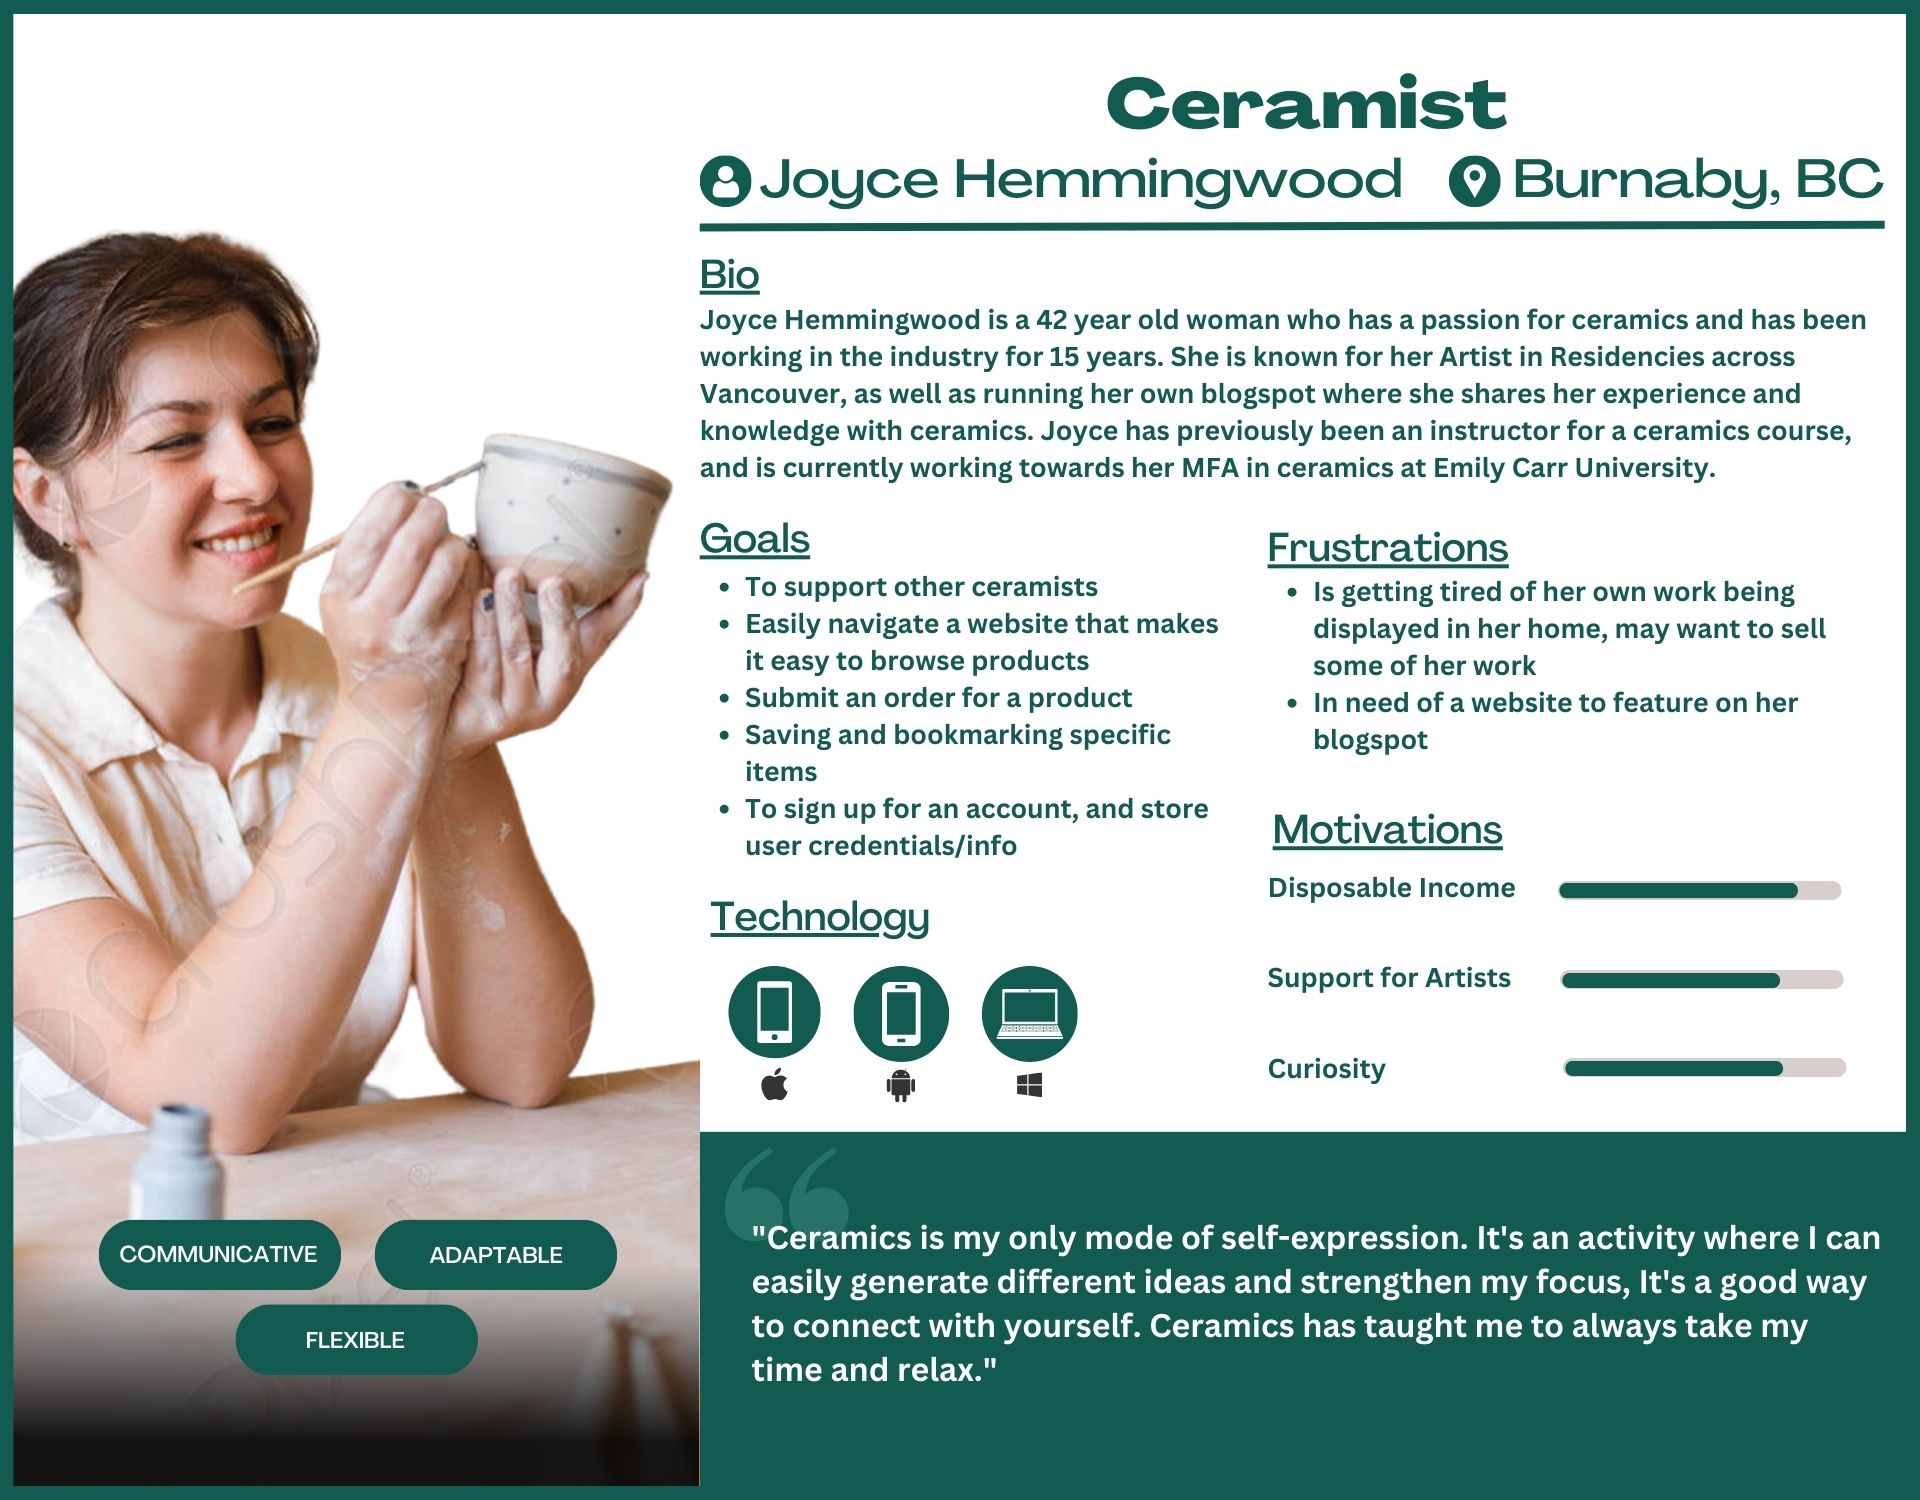 Ceramist
Joyce Hemmingwood
Burnaby, BC
Bio
Joyce Hemmingwood is a 42 year old woman who has a passion for ceramics and has been
working in the industry for 15 years. She is known for her Artist in Residencies across
Vancouver, as well as running her own blogspot where she shares her experience and
knowledge with ceramics. Joyce has previously been an instructor for a ceramics course,
and is currently working towards her MFA in ceramics at Emily Carr University.
Goals
• To support other ceramists
• Easily navigate a website that makes
it easy to browse products
• Submit an order for a product
• Saving and bookmarking specific
items
• To sign up for an account, and store
user credentials/info
Technology
Frustrations
• Is getting tired of her own work being
displayed in her home, may want to sell
some of her work
• In need of a website to feature on her
blogspot
Motivations
Disposable Income
Support for Artists
Curiosity
COMMUNICATIVE
ADAPTABLE
FLEXIBLE
"Ceramics is my only mode of self-expression. It's an activity where I can
easily generate different ideas and strengthen my focus, It's a good way
to connect with yourself. Ceramics has taught me to always take my
time and relax."